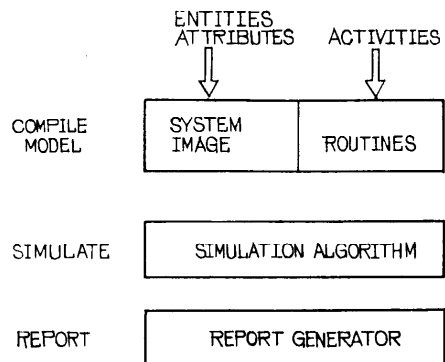 ENTITIES
ATTRIBUTES
ACTIVITIES
COMPILE
MODEL
SYSTEM
IMAGE
ROUTINES
SIMULATE
SIMULATION ALGORITHM
REPORT
REPORT GENERATOR